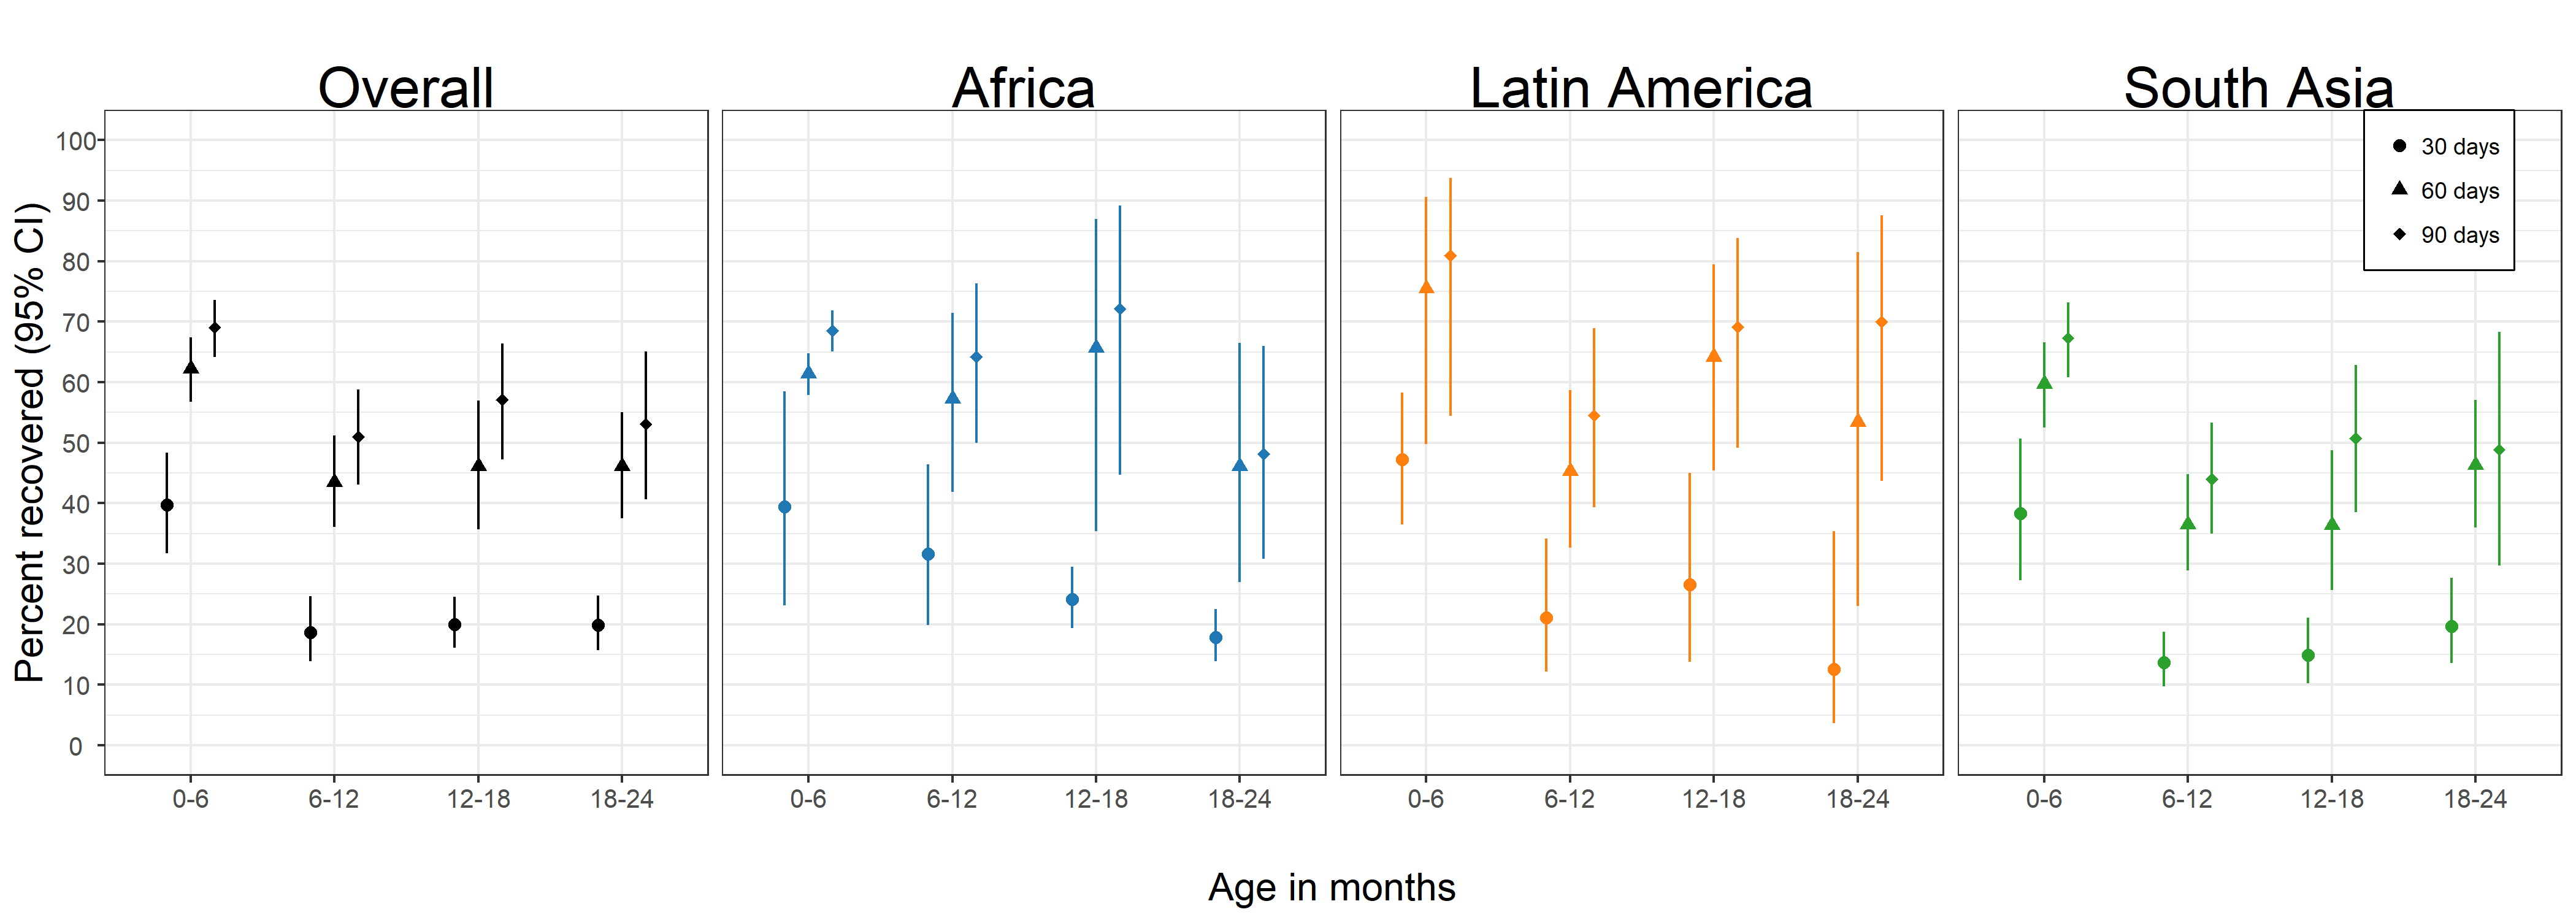 Overall
Africa
Latin America
South Asia
Percent recovered (95% CI)
100
90
80
70
60
50
40
30
20
10
0
30 days
60 days
90 days
0-6 6-12 12-18 18-24
0-6 6-12 12-18 18-24
0-6 6-12 12-18 18-24
0-6 6-12 12-18 18-24
Age in months